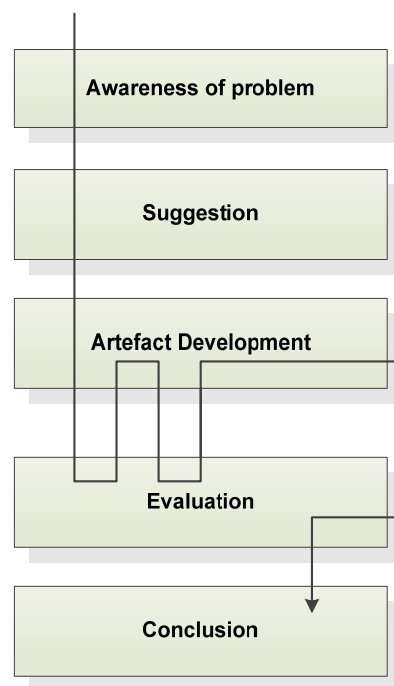 Awareness of problem
Suggestion
Artefact Development
Evaluation
Conclusion